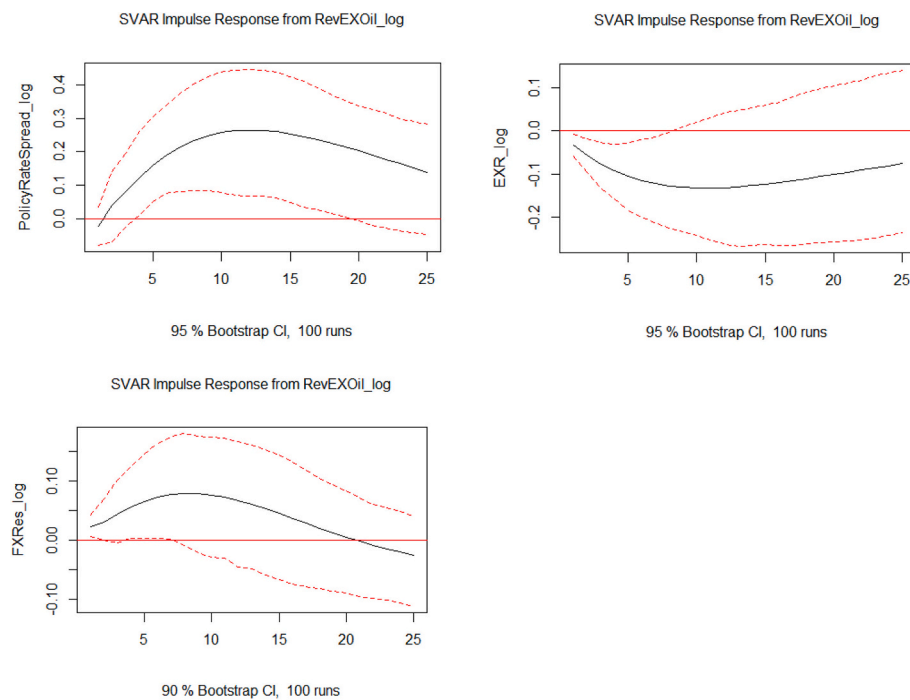 SVAR Impulse Response from RevEXOil_log
PolicyRateSpread_log
0.0 0.1 0.2 0.3 0.4
5 10 15 20 25
95 % Bootstrap CI, 100 runs
SVAR Impulse Response from RevEXOil_log
EXR_log
-0.2 -0.1 0.0 0.1
5 10 15 20 25
95 % Bootstrap CI, 100 runs
SVAR Impulse Response from RevEXOil_log
FXRes_log
-0.10 0.00 0.10
5 10 15 20 25
90 % Bootstrap CI, 100 runs